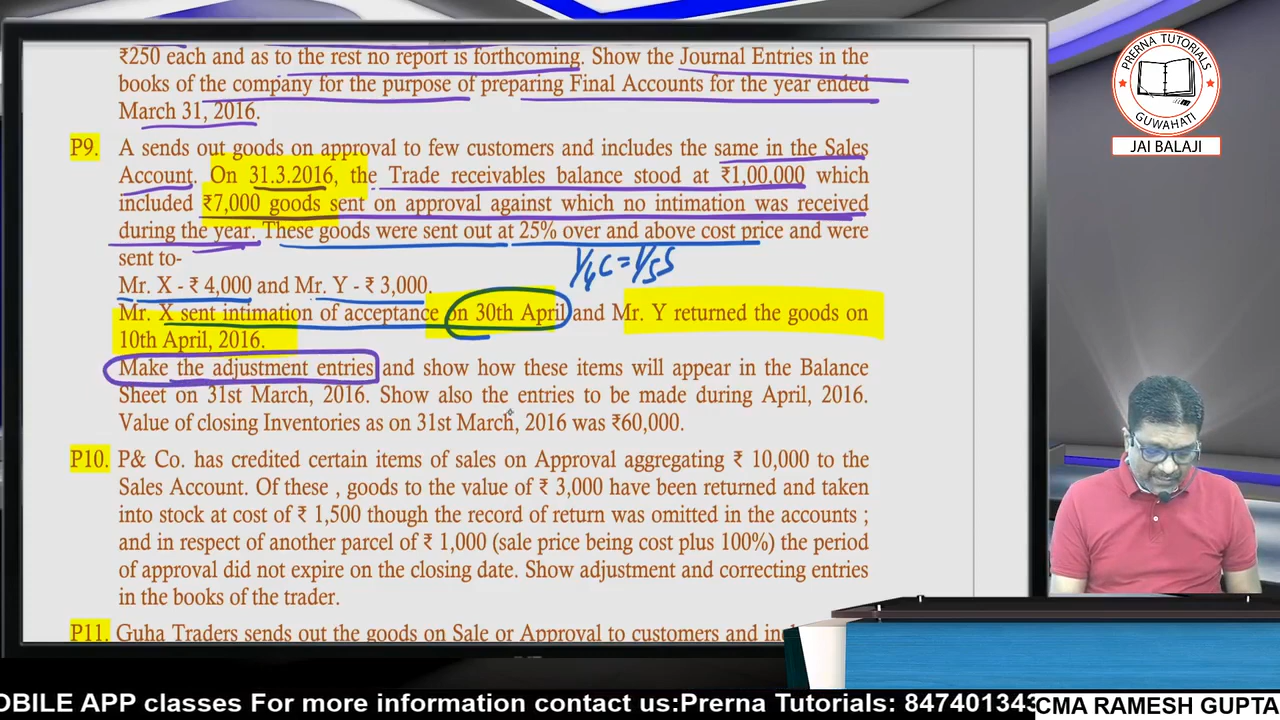 ₹250 each and as to the rest no report is forthcoming. Show the Journal Entries in the
books of the company for the purpose of preparing Final Accounts for the year ended
March 31, 2016.
P9. A sends out goods on approval to few customers and includes the same in the Sales
Account. On 31.3.2016, the Trade receivables balance stood at ₹1,00,000 which
included ₹7,000 goods sent on approval against which no intimation was received
during the year. These goods were sent out at 25% over and above cost price and were
sent to-
1/4 C = 1/5 S
Mr. X - ₹ 4,000 and Mr. Y - ₹ 3,000.
Mr. X sent intimation of acceptance on 30th April and Mr. Y returned the goods on
10th April, 2016.
Make the adjustment entries and show how these items will appear in the Balance
Sheet on 31st March, 2016. Show also the entries to be made during April, 2016.
Value of closing Inventories as on 31st March, 2016 was ₹60,000.
P10. P& Co. has credited certain items of sales on Approval aggregating ₹ 10,000 to the
Sales Account. Of these , goods to the value of ₹ 3,000 have been returned and taken
into stock at cost of ₹ 1,500 though the record of return was omitted in the accounts ;
and in respect of another parcel of ₹ 1,000 (sale price being cost plus 100%) the period
of approval did not expire on the closing date. Show adjustment and correcting entries
in the books of the trader.
P11. Guha Traders sends out the goods on Sale or Approval to customers and
PRERNA TUTORIALS
GUWAHATI
JAI BALAJI
OBILE APP classes For more information contact us:Prerna Tutorials: 847401343
CMA RAMESH GUPTA